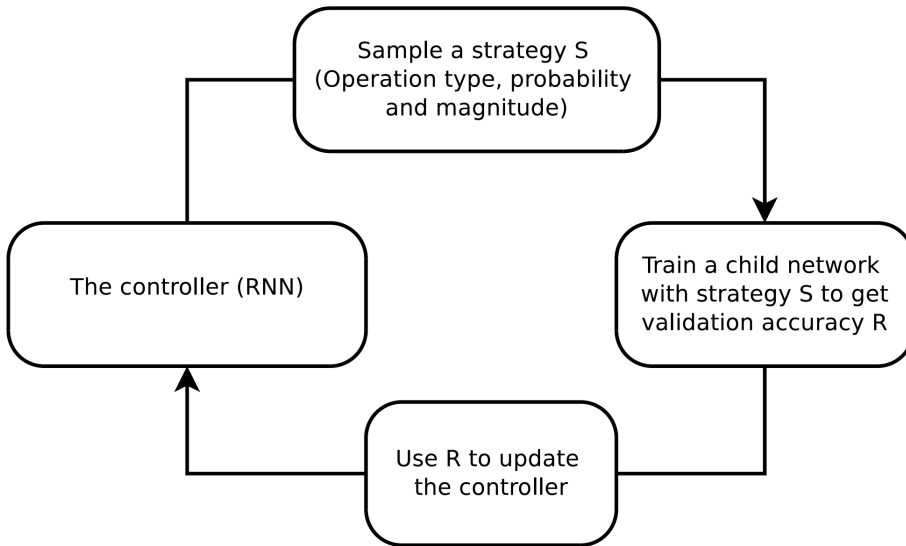 Sample a strategy S
(Operation type, probability
and magnitude)
The controller (RNN)
Train a child network
with strategy S to get
validation accuracy R
Use R to update
the controller